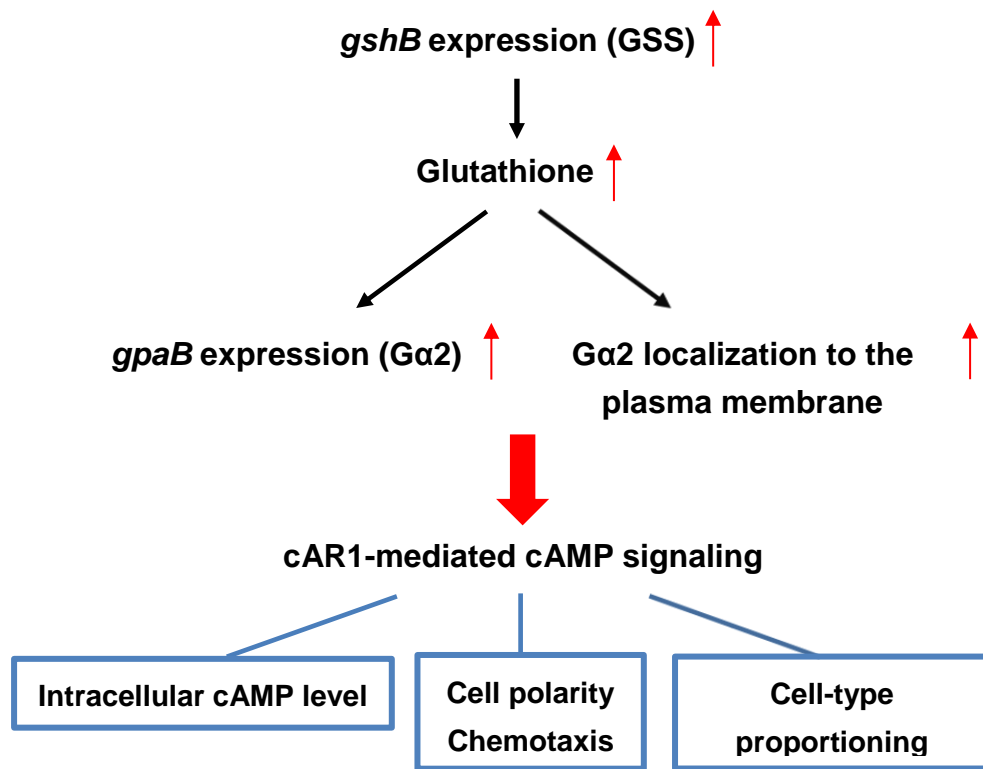 gshB expression (GSS)
Glutathione
gpaB expression (Gα2)
Gα2 localization to the
plasma membrane
cAR1-mediated cAMP signaling
Intracellular cAMP level
Cell polarity
Chemotaxis
Cell-type
proportioning